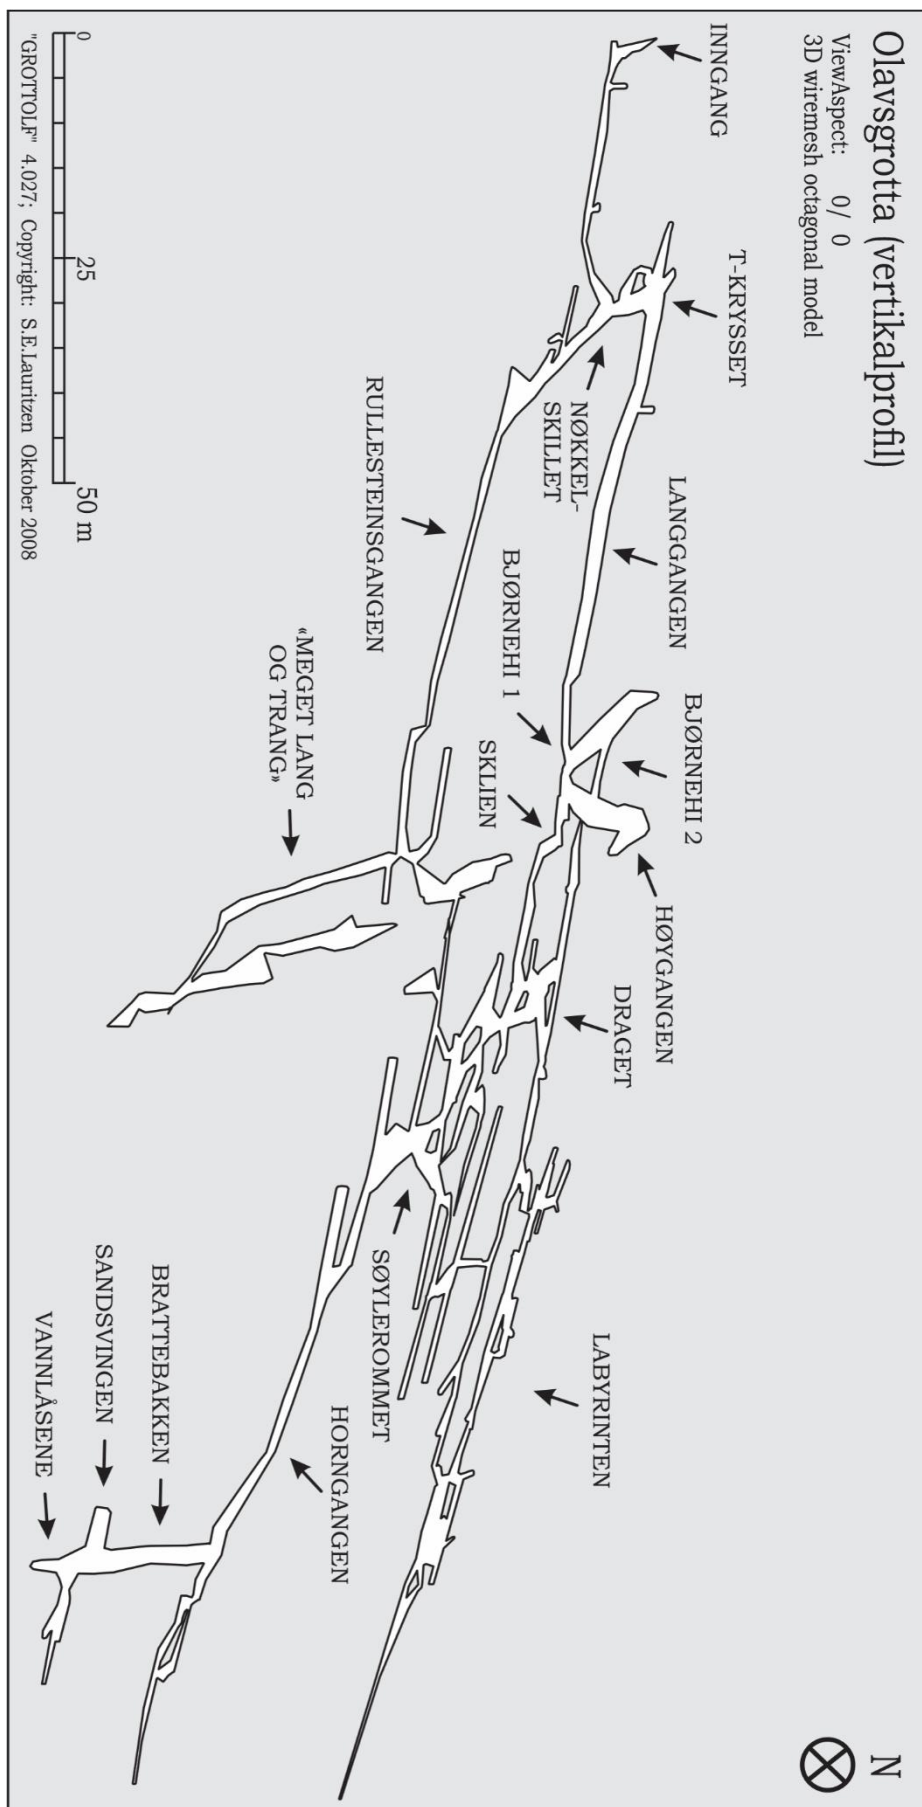 Olavsgrotta (vertikalprofil)
ViewAspect: 0/ 0
3D wiremesh octagonal model
N
INNGANG
T-KRYSSET
NØKKEL-
SKILLET
LANGGANGEN
BJØRNEHI 1
BJØRNEHI 2
SKLIEN
HØYGANGEN
DRAGET
LABYRINTEN
RULLESTEINSGANGEN
«MEGET LANG
OG TRANG»
SØYLEROMMET
HORNGANGEN
BRATTEBAKKEN
SANDSVINGEN
VANNLÅSENE
0 25 50 m
"GROTTOLF" 4.027; Copyright: S.E.Lauritzen Oktober 2008